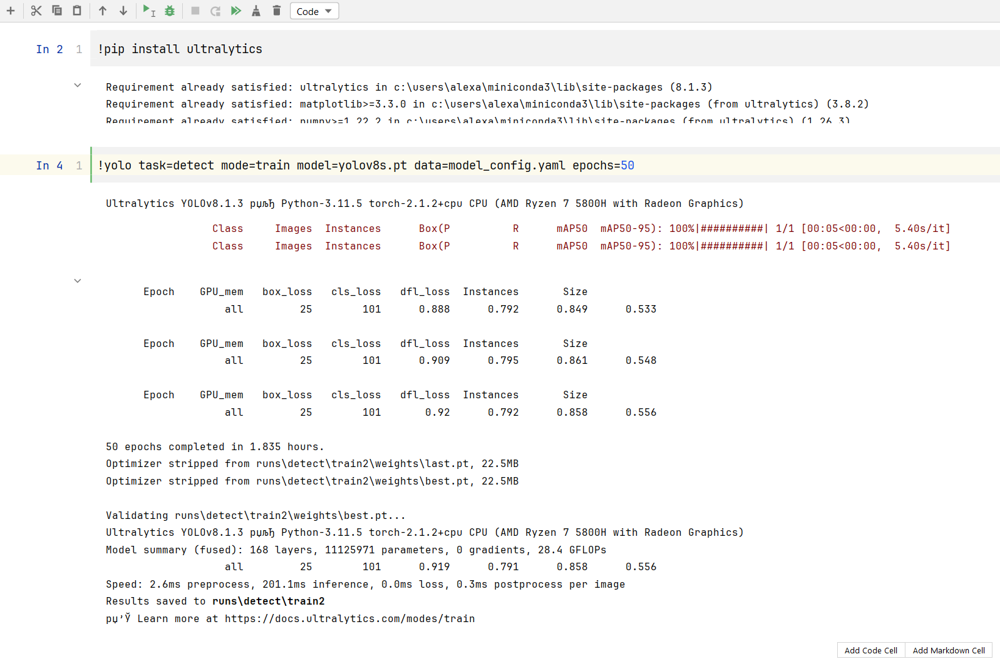 Code
In 2 1 !pip install ultralytics
Requirement already satisfied: ultralytics in c:\users\alexa\miniconda3\lib\site-packages (8.1.3)
Requirement already satisfied: matplotlib>=3.3.0 in c:\users\alexa\miniconda3\lib\site-packages (from ultralytics) (3.8.2)
Requirement already satisfied: numpy>=1.22.2 in c:\users\alexa\miniconda3\lib\site-packages (from ultralytics) (1.26.3)
In 4 1 !yolo task=detect mode=train model=yolov8s.pt data=model_config.yaml epochs=50
Ultralytics YOLOv8.1.3 рџљЂ Python-3.11.5 torch-2.1.2+cpu CPU (AMD Ryzen 7 5800H with Radeon Graphics)
Class Images Instances Box(P R mAP50 mAP50-95): 100%|##########| 1/1 [00:05<00:00, 5.40s/it]
Class Images Instances Box(P R mAP50 mAP50-95): 100%|##########| 1/1 [00:05<00:00, 5.40s/it]
Epoch GPU_mem box_loss cls_loss dfl_loss Instances Size
all 25 101 0.888 0.792 0.849 0.533
Epoch GPU_mem box_loss cls_loss dfl_loss Instances Size
all 25 101 0.909 0.795 0.861 0.548
Epoch GPU_mem box_loss cls_loss dfl_loss Instances Size
all 25 101 0.92 0.792 0.858 0.556
50 epochs completed in 1.835 hours.
Optimizer stripped from runs\detect\train2\weights\last.pt, 22.5MB
Optimizer stripped from runs\detect\train2\weights\best.pt, 22.5MB
Validating runs\detect\train2\weights\best.pt...
Ultralytics YOLOv8.1.3 рџљЂ Python-3.11.5 torch-2.1.2+cpu CPU (AMD Ryzen 7 5800H with Radeon Graphics)
Model summary (fused): 168 layers, 11125971 parameters, 0 gradients, 28.4 GFLOPs
all 25 101 0.919 0.791 0.858 0.556
Speed: 2.6ms preprocess, 201.1ms inference, 0.0ms loss, 0.3ms postprocess per image
Results saved to runs\detect\train2
рџ’Ў Learn more at https://docs.ultralytics.com/modes/train
Add Code Cell Add Markdown Cell